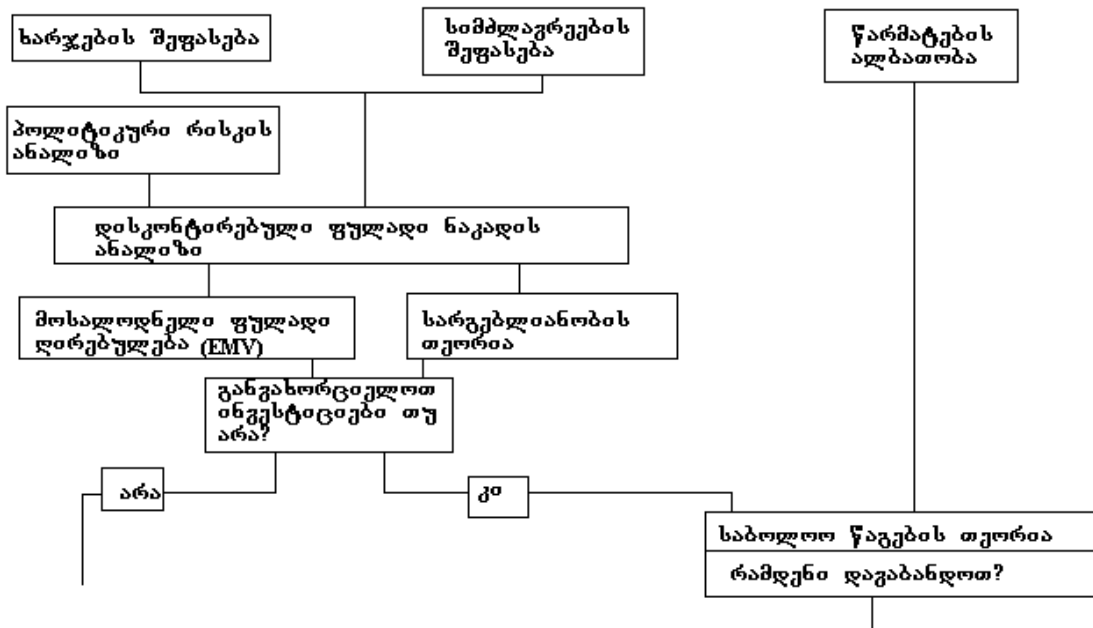 ხარჯების შეფასება
სიმძლავრეების
შეფასება
წარმატების
ალბათობა
პოლიტიკური რისკის
ანალიზი
დისკონტირებული ფულადი ნაკადის
ანალიზი
მოსალოდნელი ფულადი
ღირებულება (EMV)
სარგებლიანობის
თეორია
განვახორციელოთ
ინვესტიციები თუ
არა?
არა
კი
საბოლოო წაგების თეორია
რამდენი დავაბანდოთ?